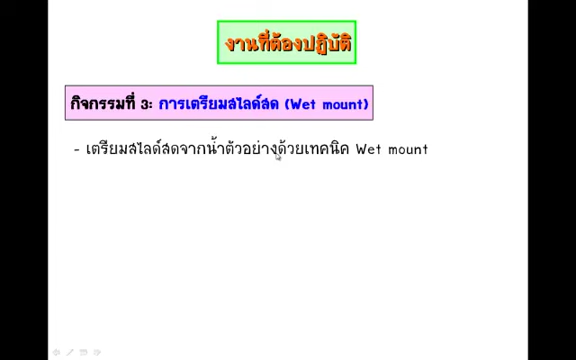 งานที่ต้องปฏิบัติ
กิจกรรมที่ 3: การเตรียมสไลด์สด (Wet mount)
- เตรียมสไลด์สดจากน้ำตัวอย่างด้วยเทคนิค Wet mount